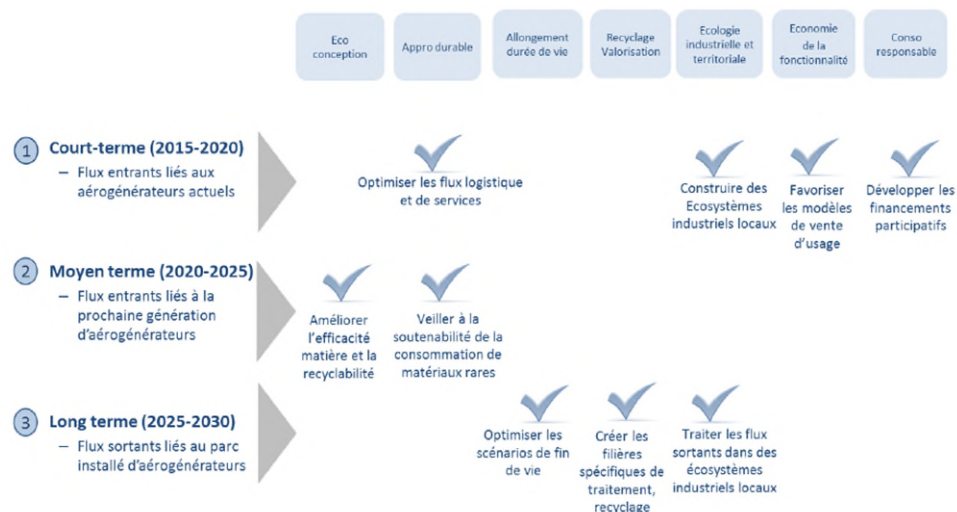 Eco
conception
Appro durable
Allongement
durée de vie
Recyclage
Valorisation
Ecologie
industrielle et
territoriale
Economie
de la
fonctionnalité
Conso
responsable
1
Court-terme (2015-2020)
– Flux entrants liés aux
aérogénérateurs actuels
Optimiser les flux logistique
et de services
Construire des
Ecosystèmes
industriels locaux
Favoriser
les modèles
de vente
d'usage
Développer les
financements
participatifs
2
Moyen terme (2020-2025)
– Flux entrants liés à la
prochaine génération
d'aérogénérateurs
Améliorer
l'efficacité
matière et la
recyclabilité
Veiller à la
soutenabilité de la
consommation de
matériaux rares
3
Long terme (2025-2030)
– Flux sortants liés au parc
installé d'aérogénérateurs
Optimiser les
scénarios de fin
de vie
Créer les
filières
spécifiques de
traitement,
recyclage
Traiter les flux
sortants dans des
écosystèmes
industriels locaux